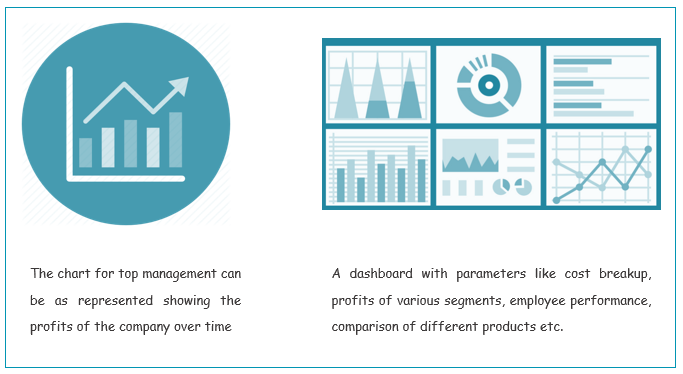 The chart for top management can
be as represented showing the
profits of the company over time
A dashboard with parameters like cost breakup,
profits of various segments, employee performance,
comparison of different products etc.